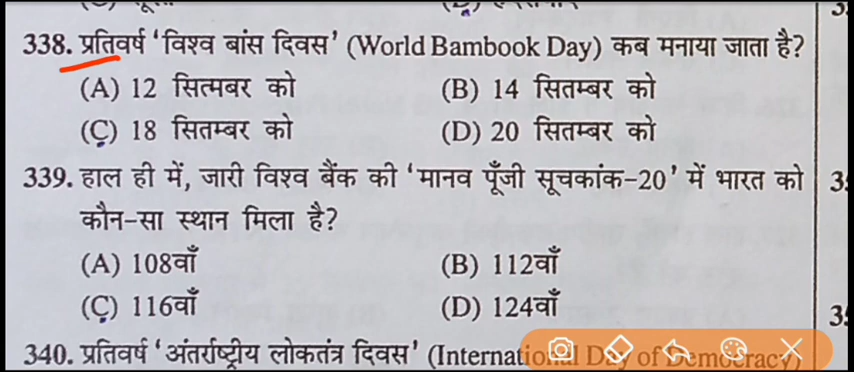 338. प्रतिवर्ष 'विश्व बांस दिवस' (World Bambook Day) कब मनाया जाता है?
(A) 12 सित्मबर को (B) 14 सितम्बर को
(C) 18 सितम्बर को (D) 20 सितम्बर को
339. हाल ही में, जारी विश्व बैंक की 'मानव पूँजी सूचकांक-20' में भारत को
कौन-सा स्थान मिला है?
(A) 108वाँ (B) 112वाँ
(C) 116वाँ (D) 124वाँ
340. प्रतिवर्ष 'अंतर्राष्ट्रीय लोकतंत्र दिवस' (International Day of Democracy)